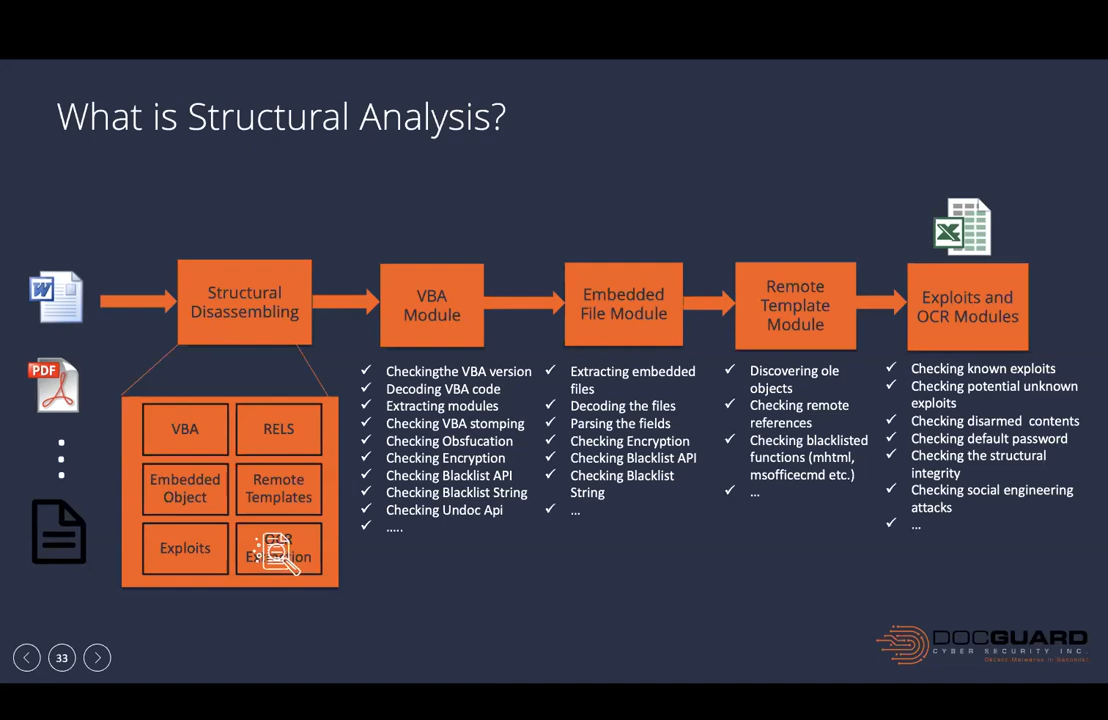 What is Structural Analysis?
Structural
Disassembling
VBA
Module
Embedded
File Module
Remote
Template
Module
Exploits and
OCR Modules
W
PDF
X
VBA
RELS
Embedded
Object
Remote
Templates
Exploits
Checkingthe VBA version
Decoding VBA code
Extracting modules
Checking VBA stomping
Checking Obsfucation
Checking Encryption
Checking Blacklist API
Checking Blacklist String
Checking Undoc Api
.....
Extracting embedded
files
Decoding the files
Parsing the fields
Checking Encryption
Checking Blacklist API
Checking Blacklist
String
...
Discovering ole
objects
Checking remote
references
Checking blacklisted
functions (mhtml,
msofficecmd etc.)
...
Checking known exploits
Checking potential unknown
exploits
Checking disarmed contents
Checking default password
Checking the structural
integrity
Checking social engineering
attacks
...
33
DOCGUARD
CYBER SECURITY INC.
Detect Malwares in Seconds!